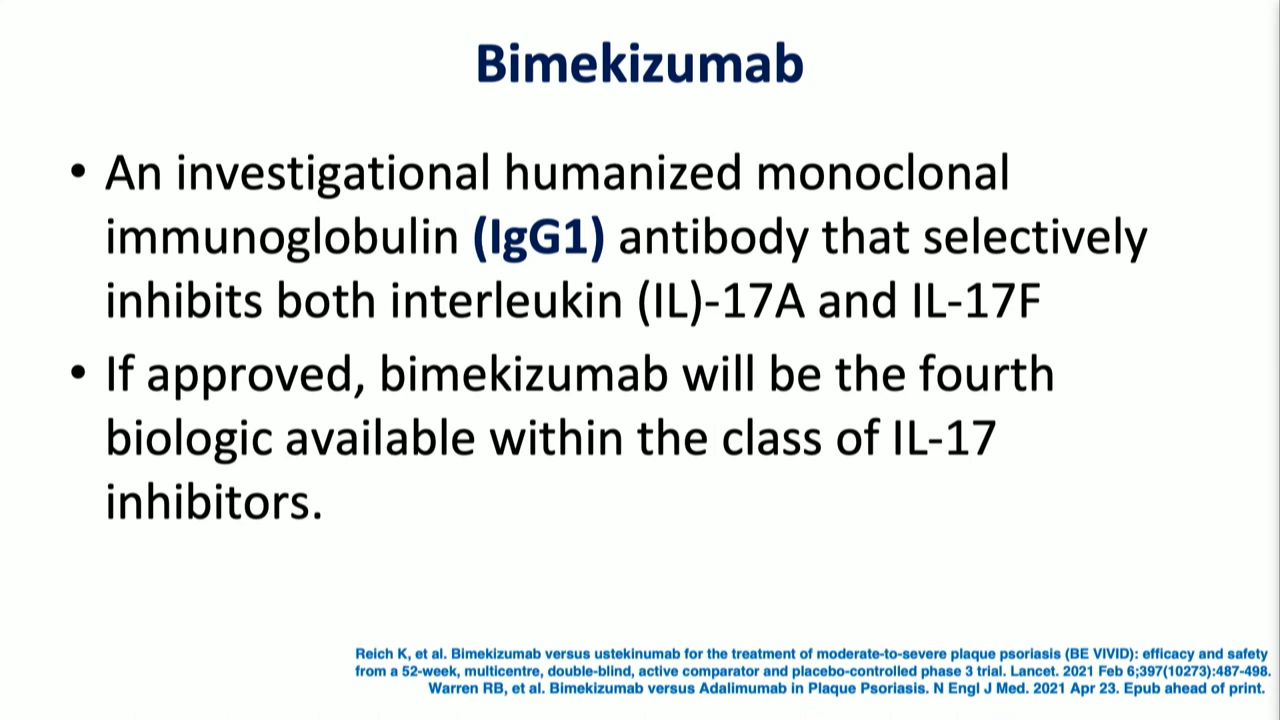 Bimekizumab
• An investigational humanized monoclonal
immunoglobulin (IgG1) antibody that selectively
inhibits both interleukin (IL)-17A and IL-17F
• If approved, bimekizumab will be the fourth
biologic available within the class of IL-17
inhibitors.
Reich K, et al. Bimekizumab versus ustekinumab for the treatment of moderate-to-severe plaque psoriasis (BE VIVID): efficacy and safety
from a 52-week, multicentre, double-blind, active comparator and placebo-controlled phase 3 trial. Lancet. 2021 Feb 6;397(10273):487-498.
Warren RB, et al. Bimekizumab versus Adalimumab in Plaque Psoriasis. N Engl J Med. 2021 Apr 23. Epub ahead of print.